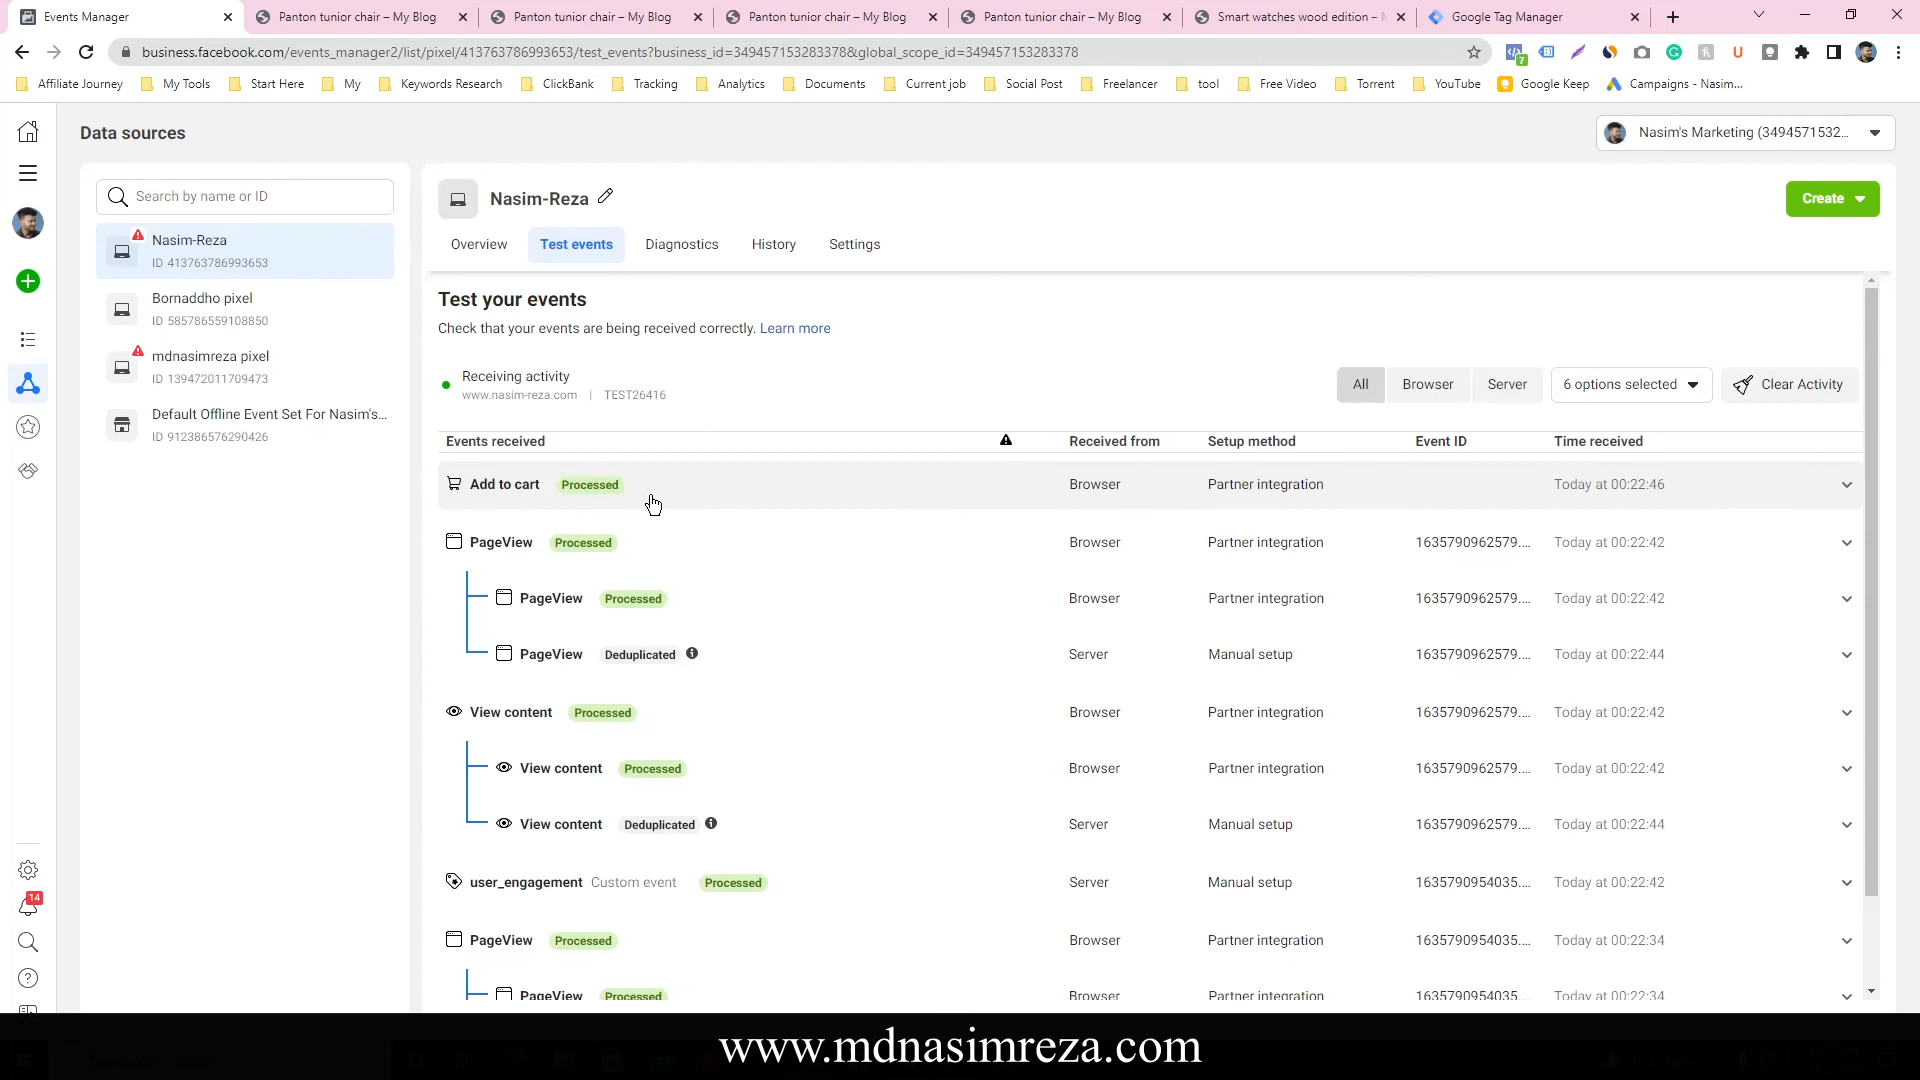 Events Manager
Panton tunior chair – My Blog
Panton tunior chair – My Blog
Panton tunior chair – My Blog
Panton tunior chair – My Blog
Smart watches wood edition –
Google Tag Manager
business.facebook.com/events_manager2/list/pixel/413763786993653/test_events?business_id=349457153283378&global_scope_id=349457153283378
7
Affiliate Journey
My Tools
Start Here
My
Keywords Research
ClickBank
Tracking
Analytics
Documents
Current job
Social Post
Freelancer
tool
Free Video
Torrent
YouTube
Google Keep
Campaigns - Nasim...
Data sources
Nasim's Marketing (3494571532...
Search by name or ID
Nasim-Reza
ID 413763786993653
Bornaddho pixel
ID 585786559108850
mdnasimreza pixel
ID 139472011709473
Default Offline Event Set For Nasim's...
ID 912386576290426
14
Nasim-Reza
Create
Overview
Test events
Diagnostics
History
Settings
Test your events
Check that your events are being received correctly. Learn more
Receiving activity
www.nasim-reza.com | TEST26416
All
Browser
Server
6 options selected
Clear Activity
Events received Received from Setup method Event ID Time received
Add to cart Processed Browser Partner integration Today at 00:22:46
PageView Processed Browser Partner integration 1635790962579.... Today at 00:22:42
PageView Processed Browser Partner integration 1635790962579.... Today at 00:22:42
PageView Deduplicated Server Manual setup 1635790962579.... Today at 00:22:44
View content Processed Browser Partner integration 1635790962579.... Today at 00:22:42
View content Processed Browser Partner integration 1635790962579.... Today at 00:22:42
View content Deduplicated Server Manual setup 1635790962579.... Today at 00:22:44
user_engagement Custom event Processed Server Manual setup 1635790954035.... Today at 00:22:42
PageView Processed Browser Partner integration 1635790954035.... Today at 00:22:34
PageView Processed Browser Partner integration 1635790954035.... Today at 00:22:34
www.mdnasimreza.com